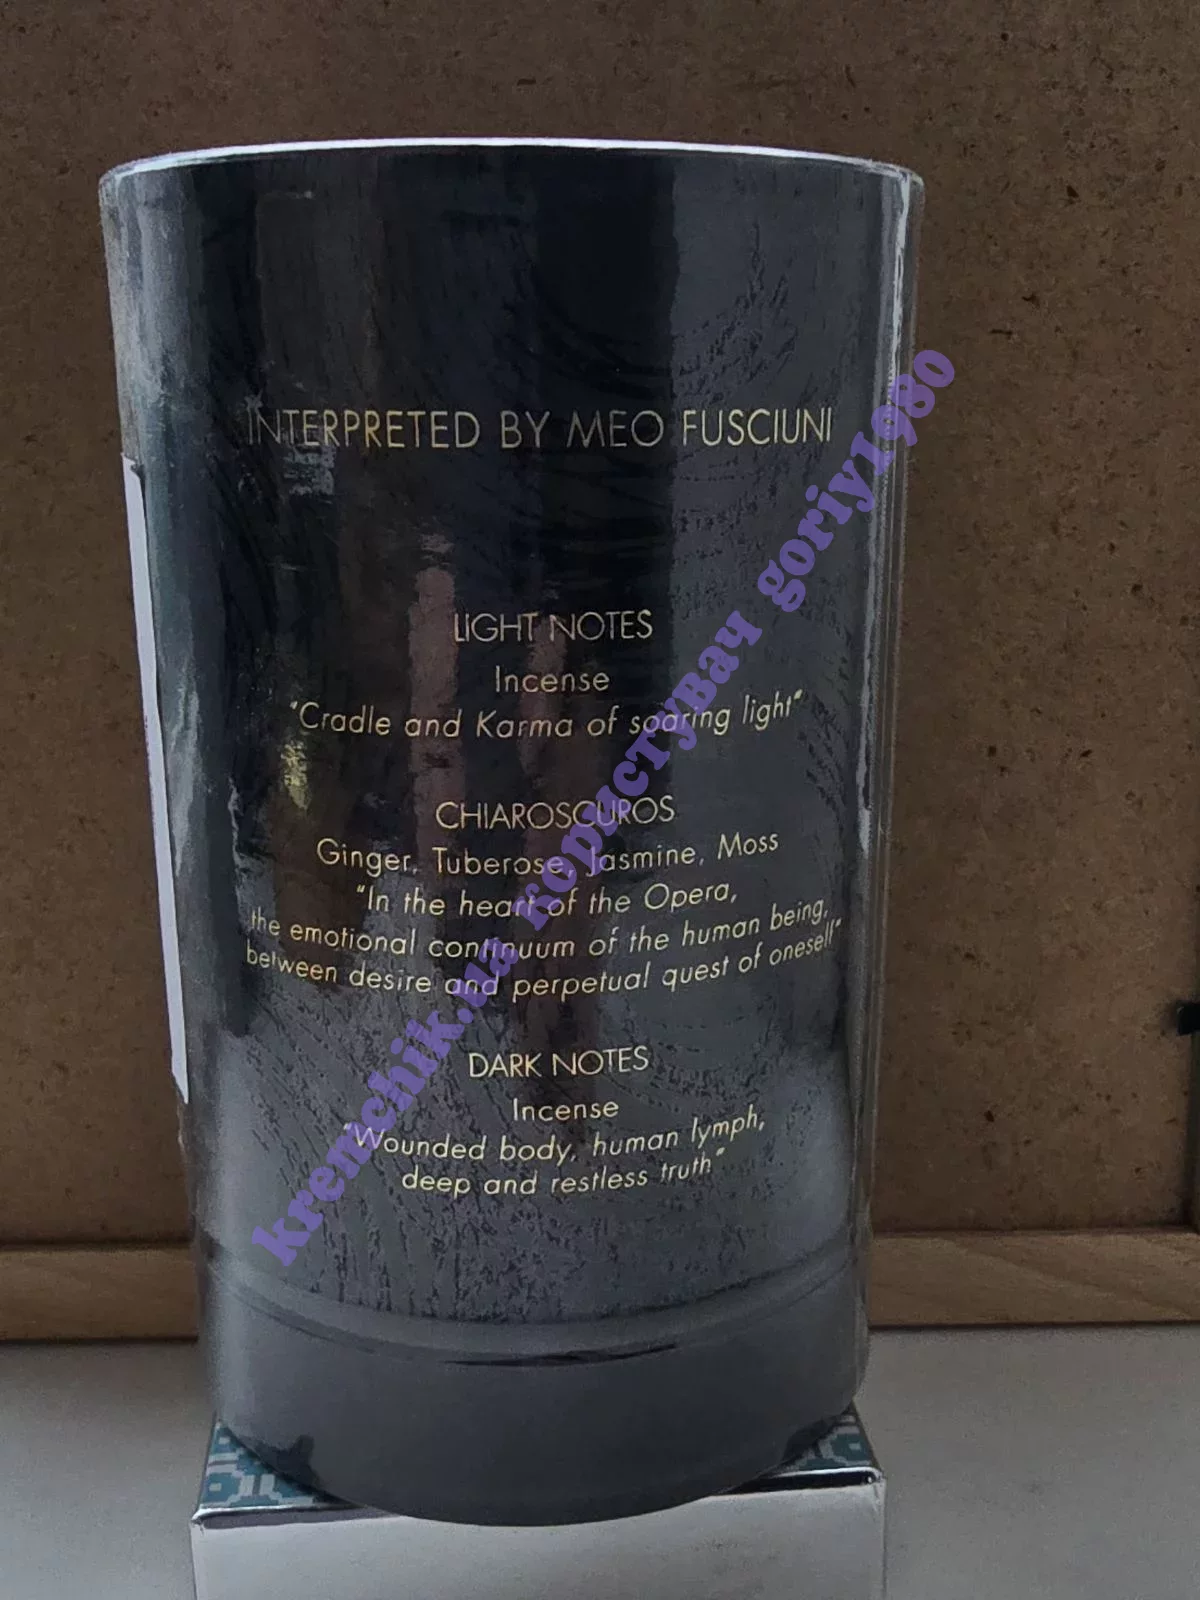 INTERPRETED BY MEO FUSCIUNI
LIGHT NOTES
Incense
"Cradle and Karma of soaring light"
CHIAROSCUROS
Ginger, Tuberose, Jasmine, Moss
"In the heart of the Opera,
the emotional continuum of the human being,
between desire and perpetual quest of oneself"
DARK NOTES
Incense
"Wounded body, human lymph,
deep and restless truth"
kremchik.ua користувач goriy1980